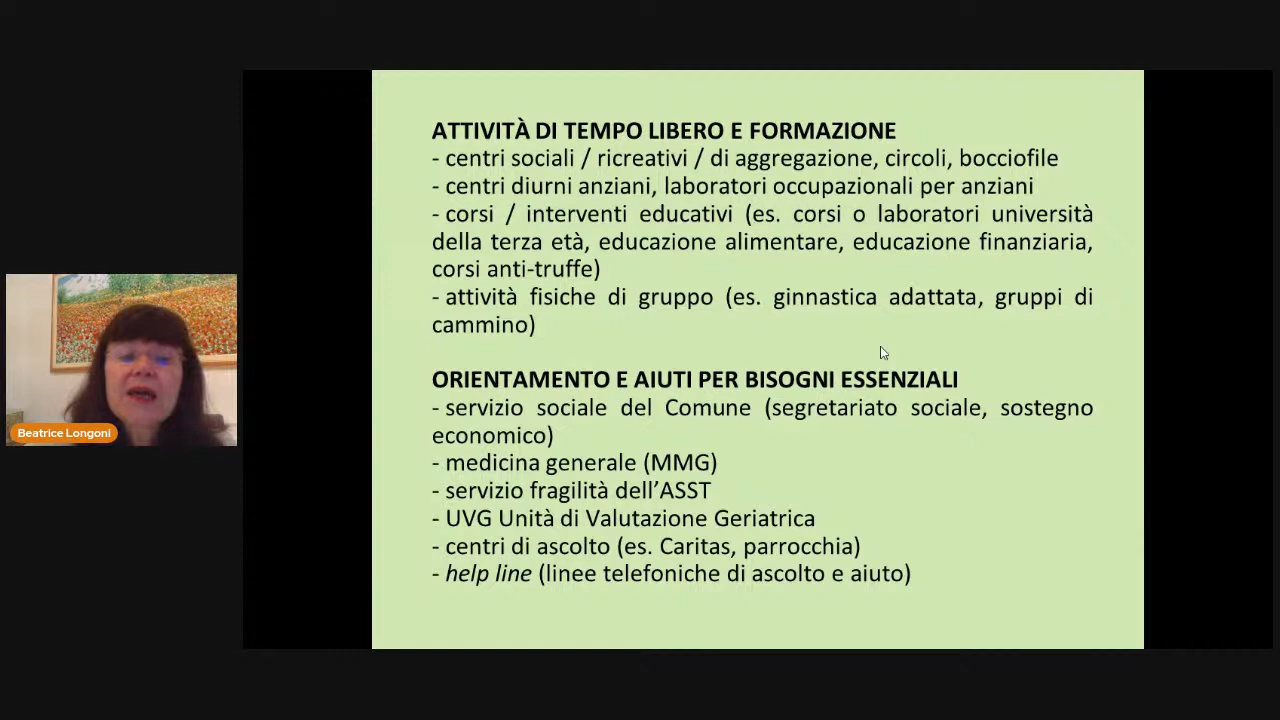 ATTIVITÀ DI TEMPO LIBERO E FORMAZIONE
- centri sociali / ricreativi / di aggregazione, circoli, bocciofile
- centri diurni anziani, laboratori occupazionali per anziani
- corsi / interventi educativi (es. corsi o laboratori università
della terza età, educazione alimentare, educazione finanziaria,
corsi anti-truffe)
- attività fisiche di gruppo (es. ginnastica adattata, gruppi di
cammino)
ORIENTAMENTO E AIUTI PER BISOGNI ESSENZIALI
- servizio sociale del Comune (segretariato sociale, sostegno
economico)
- medicina generale (MMG)
- servizio fragilità dell’ASST
- UVG Unità di Valutazione Geriatrica
- centri di ascolto (es. Caritas, parrocchia)
- help line (linee telefoniche di ascolto e aiuto)
Beatrice Longoni